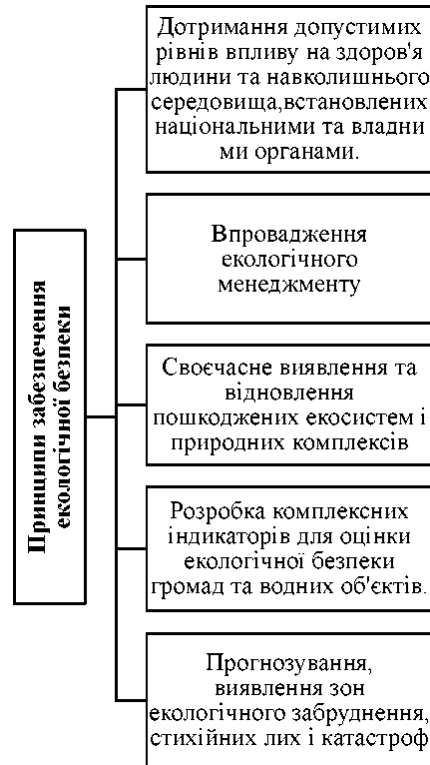 Принципи забезпечення
екологічної безпеки
Дотримання допустимих
рівнів впливу на здоров'я
людини та навколишнього
середовища,встановлених
національними та владни
ми органами.
Впровадження
екологічного
менеджменту
Своєчасне виявлення та
відновлення
пошкоджених екосистем і
природних комплексів
Розробка комплексних
індикаторів для оцінки
екологічної безпеки
громад та водних об'єктів.
Прогнозування,
виявлення зон
екологічного забруднення,
стихійних лих і катастроф